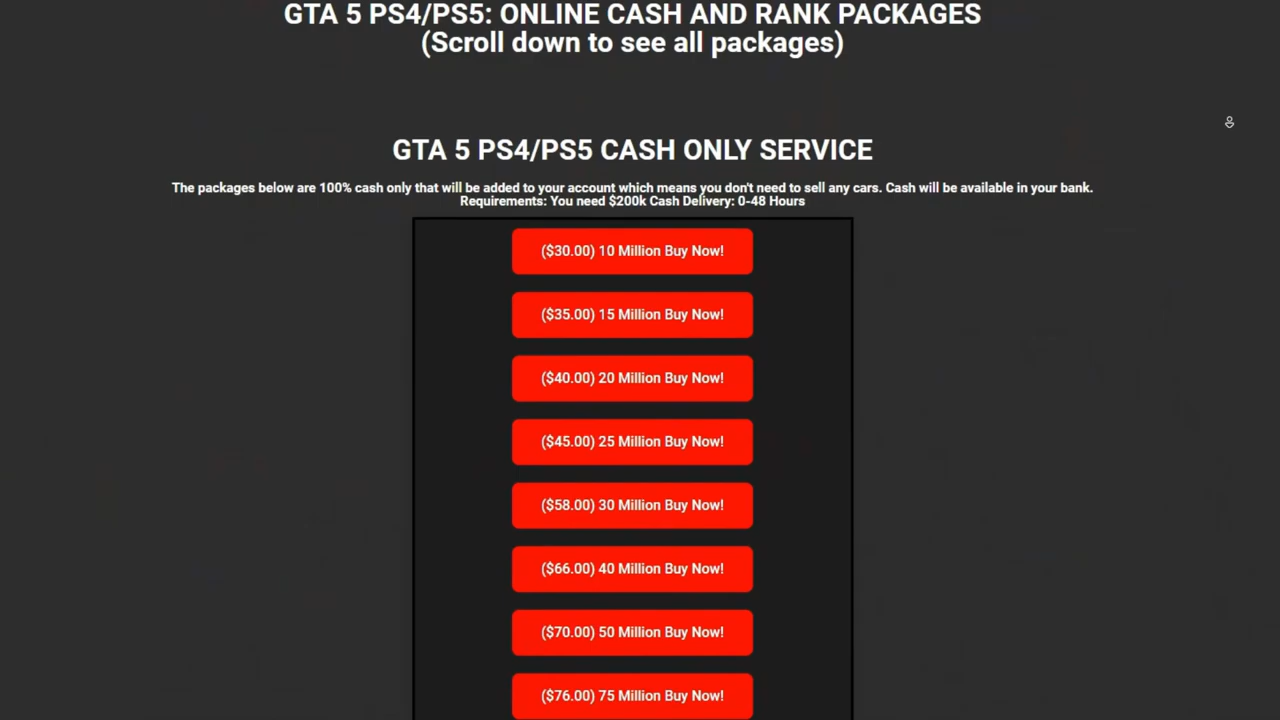 GTA 5 PS4/PS5: ONLINE CASH AND RANK PACKAGES
(Scroll down to see all packages)
GTA 5 PS4/PS5 CASH ONLY SERVICE
The packages below are 100% cash only that will be added to your account which means you don't need to sell any cars. Cash will be available in your bank.
Requirements: You need $200k Cash Delivery: 0-48 Hours
($30.00) 10 Million Buy Now!
($35.00) 15 Million Buy Now!
($40.00) 20 Million Buy Now!
($45.00) 25 Million Buy Now!
($58.00) 30 Million Buy Now!
($66.00) 40 Million Buy Now!
($70.00) 50 Million Buy Now!
($76.00) 75 Million Buy Now!